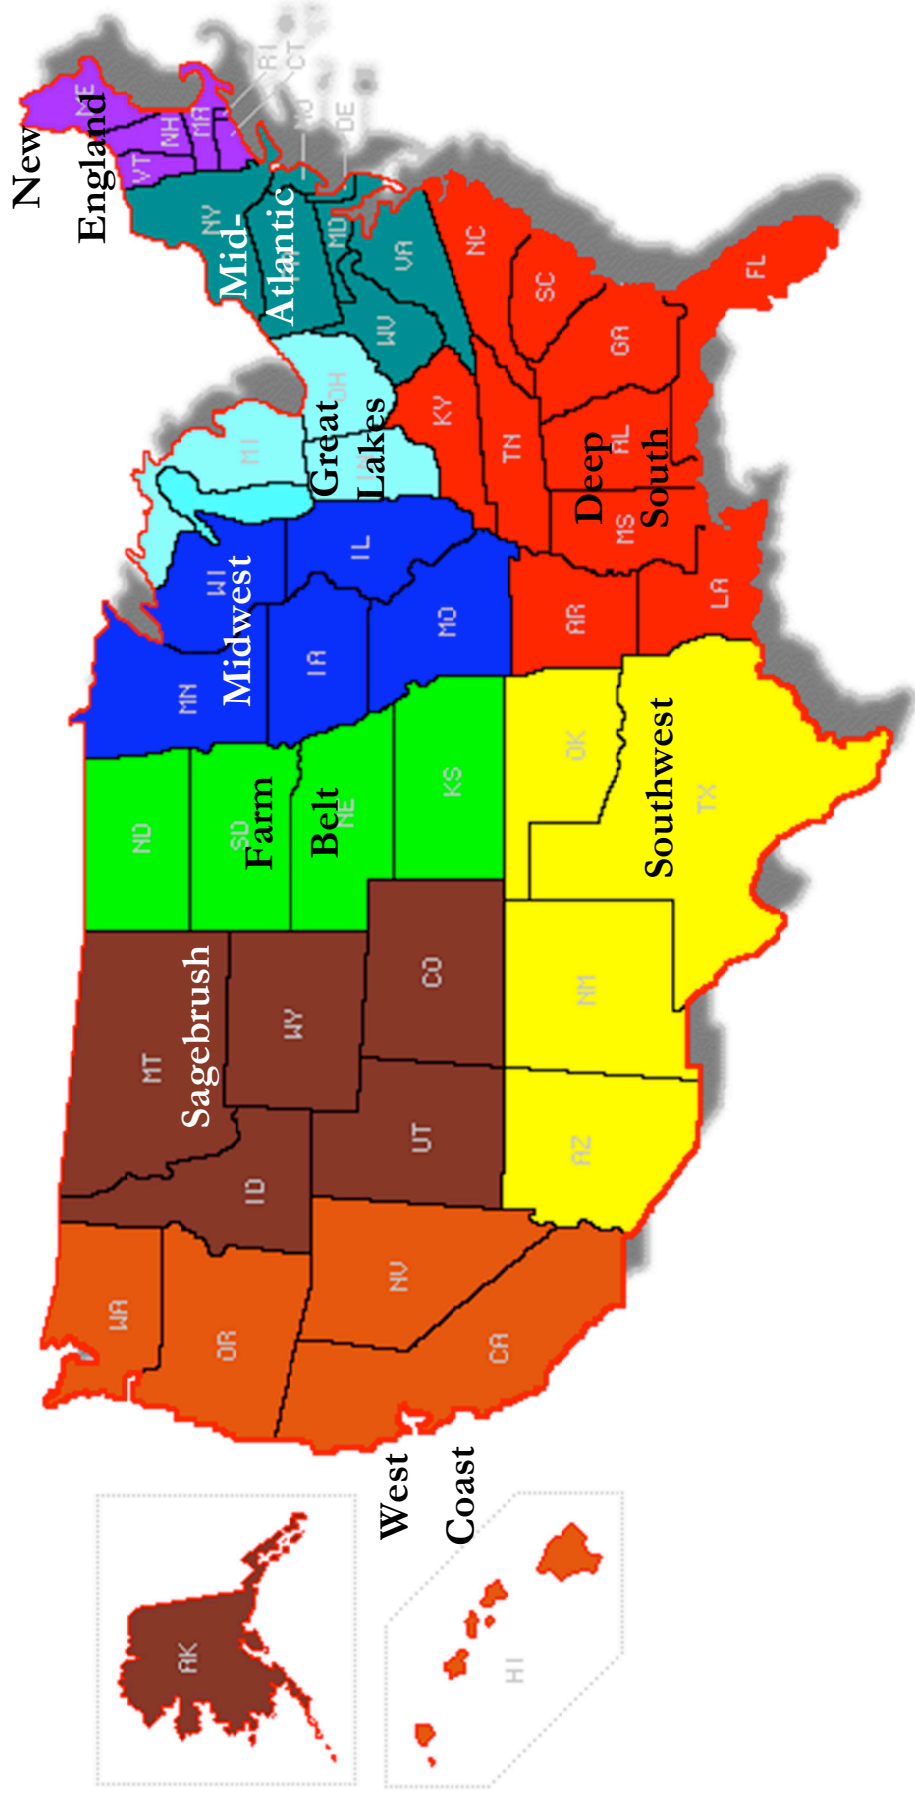 New
England
ME
VT
NH
MA
RI
CT
NJ
DE
NY
Mid-
Atlantic
MD
VA
WV
NC
SC
GA
FL
KY
TN
AL
MS
Deep
South
AR
LA
MI
OH
Great
Lakes
WI
IL
MN
Midwest
IA
MO
ND
SD
Farm
Belt
NE
KS
OK
TX
Southwest
NM
AZ
MT
Sagebrush
WY
CO
ID
UT
WA
OR
NV
CA
West
Coast
AK
HI